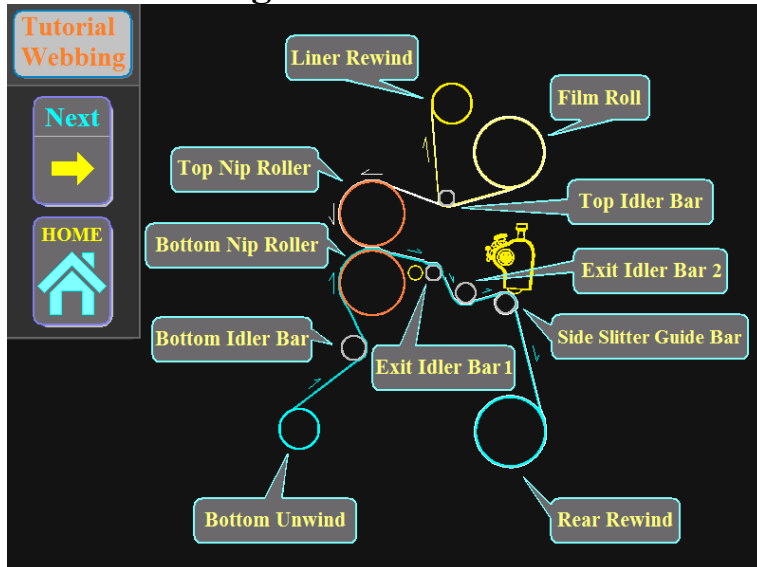 Tutorial
Webbing
Next
HOME
Liner Rewind
Film Roll
Top Nip Roller
Top Idler Bar
Bottom Nip Roller
Exit Idler Bar 2
Bottom Idler Bar
Side Slitter Guide Bar
Exit Idler Bar 1
Bottom Unwind
Rear Rewind